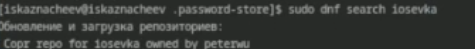 [iskaznacheev@iskaznacheev .password-store]$ sudo dnf search iosevka
Обновление и загрузка репозиториев:
Copr repo for iosevka owned by peterwu